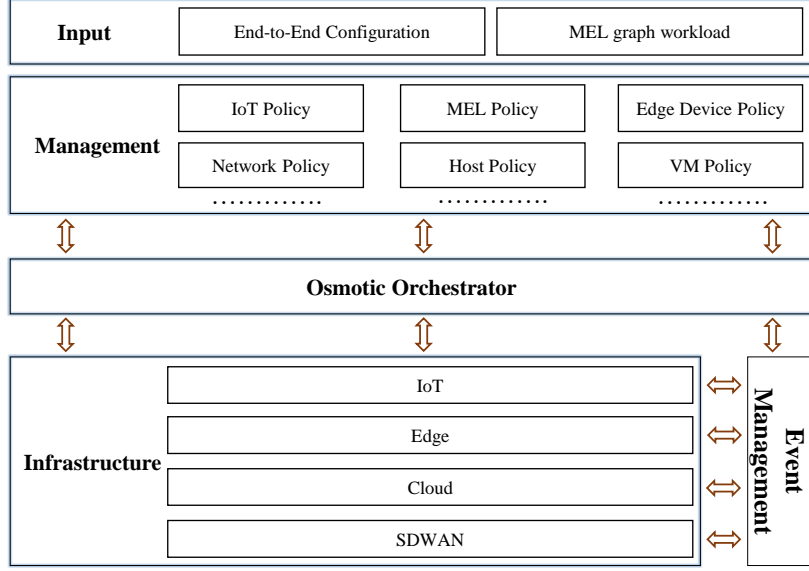 Input
End-to-End Configuration
MEL graph workload
Management
IoT Policy
MEL Policy
Edge Device Policy
Network Policy
Host Policy
VM Policy
.............
.............
.............
Osmotic Orchestrator
Infrastructure
IoT
Edge
Cloud
SDWAN
Event
Management